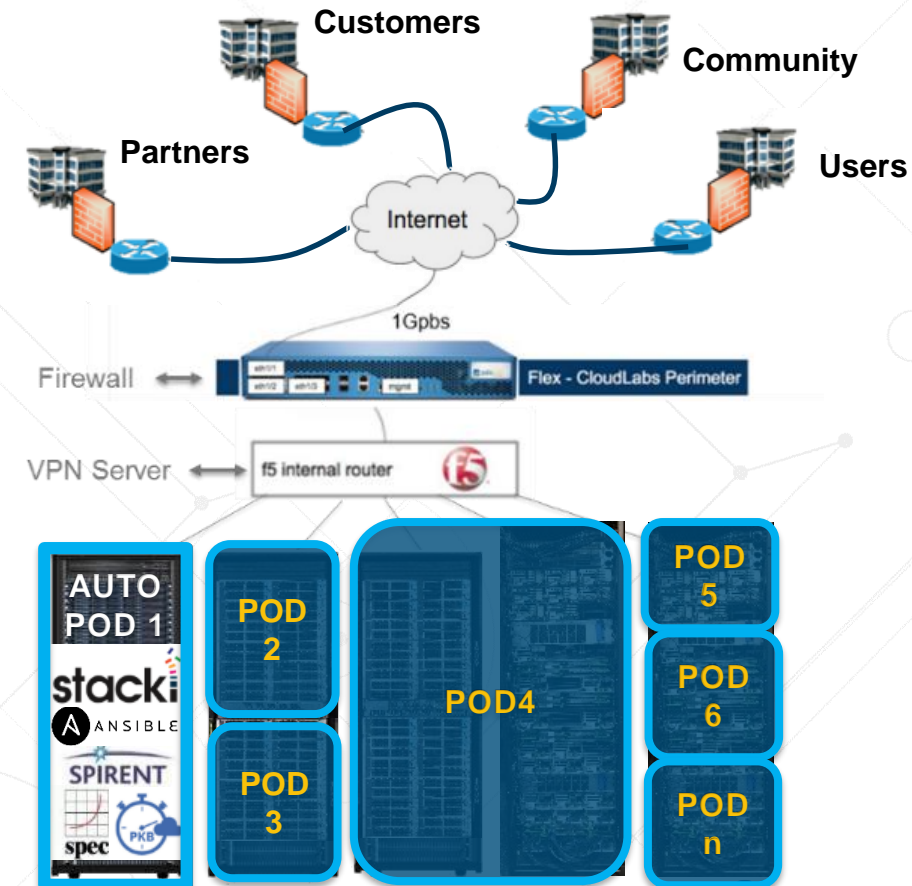 Customers
Community
Partners
Users
Internet
1Gpbs
Firewall
eth1/1
eth1/2
eth1/3
mgmt
Flex - CloudLabs Perimeter
VPN Server
f5 internal router
f5
AUTO
POD 1
stacki
A ANSIBLE
SPIRENT
spec
PKB
POD
2
POD
3
POD4
POD
5
POD
6
POD
n